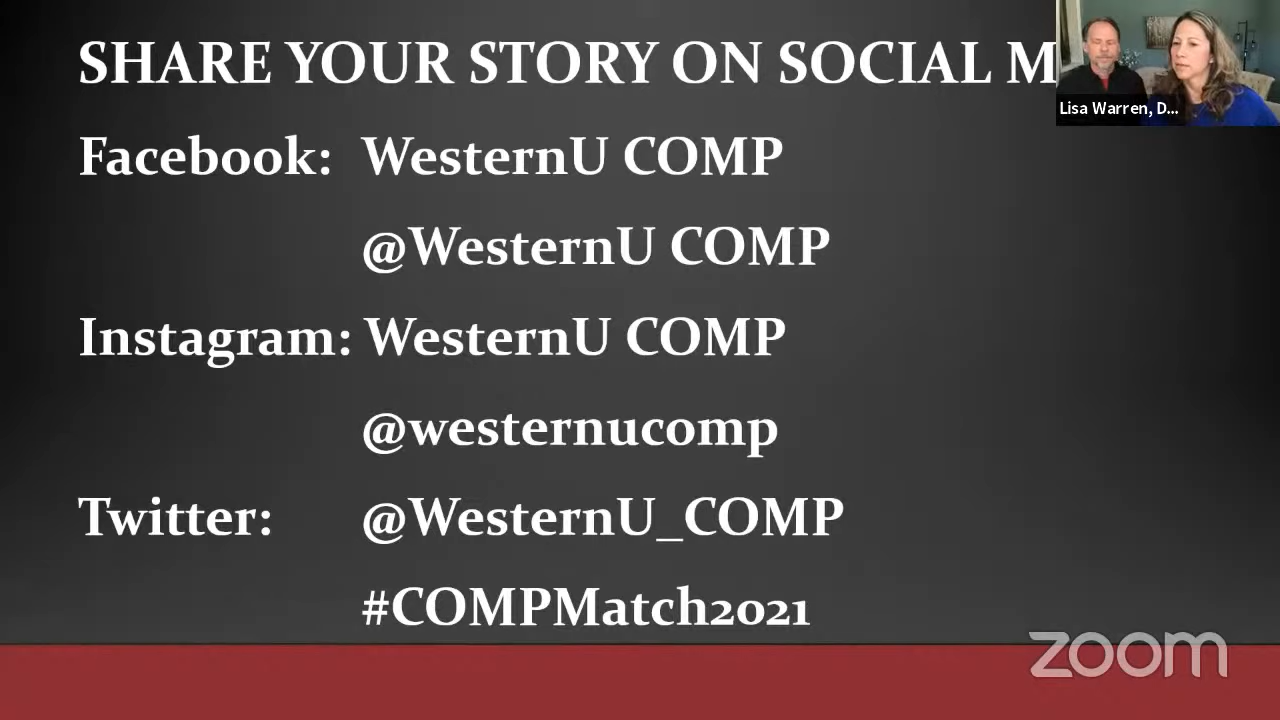 SHARE YOUR STORY ON SOCIAL M
Lisa Warren, D...
Facebook: WesternU COMP
@WesternU COMP
Instagram: WesternU COMP
@westernucomp
Twitter: @WesternU_COMP
#COMPMatch2021
zoom